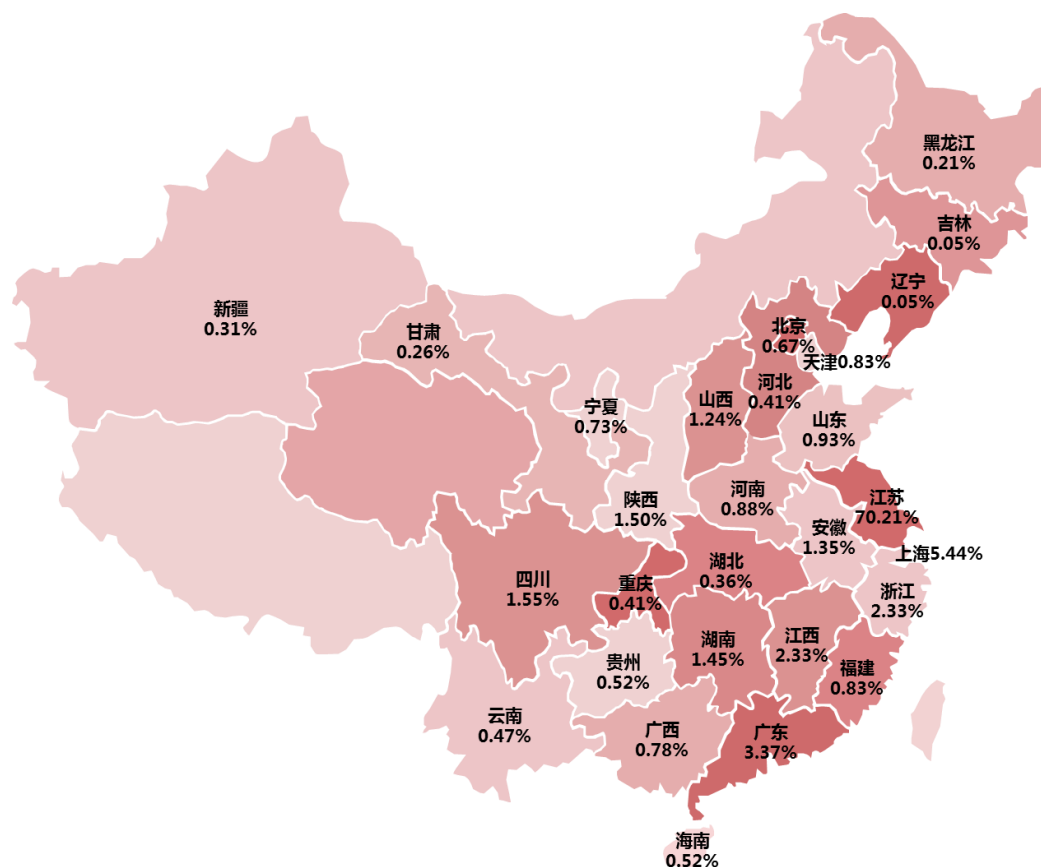 黑龙江
0.21%
吉林
0.05%
辽宁
0.05%
新疆
0.31%
甘肃
0.26%
北京
0.67%
天津0.83%
河北
0.41%
山西
1.24%
宁夏
0.73%
山东
0.93%
陕西
1.50%
河南
0.88%
江苏
70.21%
安徽
1.35%
上海5.44%
四川
1.55%
重庆
0.41%
湖北
0.36%
浙江
2.33%
贵州
0.52%
湖南
1.45%
江西
2.33%
福建
0.83%
云南
0.47%
广西
0.78%
广东
3.37%
海南
0.52%